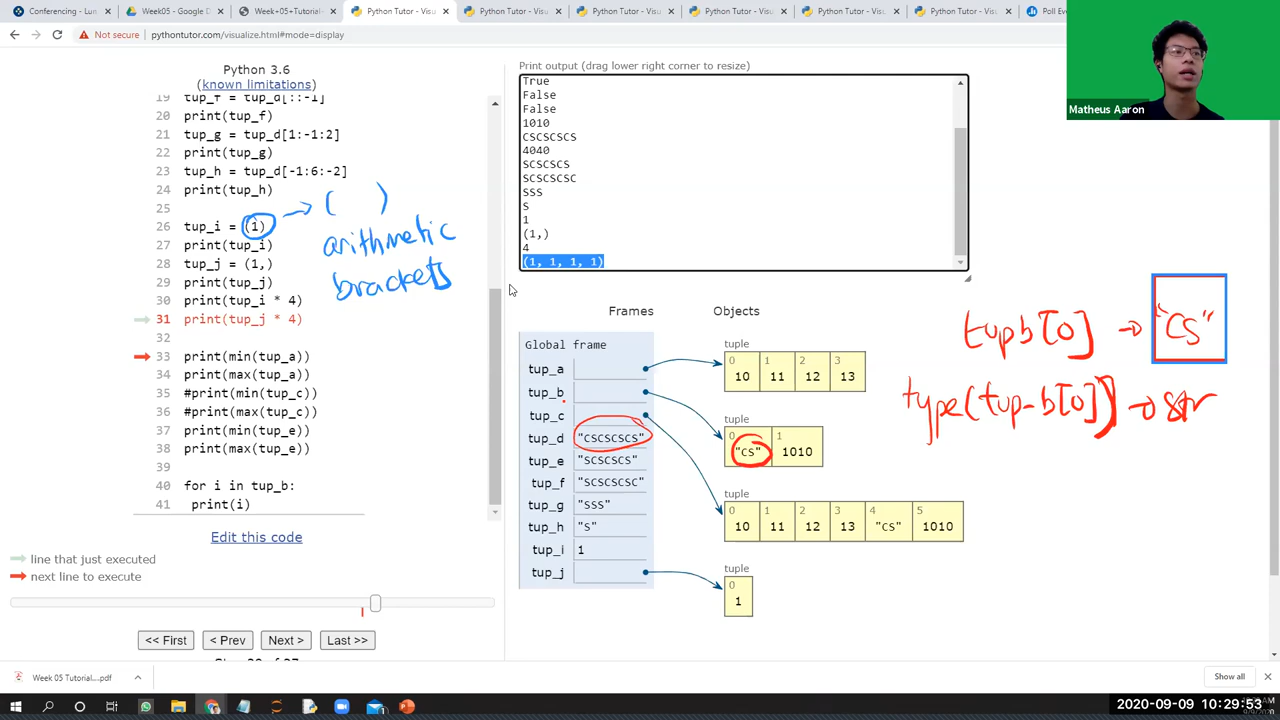 Conferencing - Online
Week05 - Google D
Week+05+Tutorial
Python Tutor - Visu
Python Tutor - Visua
Python Tutor - Visua
Python Tutor - Visua
Python Tutor - Visua
Python Tutor - Visua
Poll Eve
Not secure | pythontutor.com/visualize.html#mode=display
Python 3.6
(known limitations)
19 tup_f = tup_d[::-1]
20 print(tup_f)
21 tup_g = tup_d[1:-1:2]
22 print(tup_g)
23 tup_h = tup_d[-1:6:-2]
24 print(tup_h)
25
26 tup_i = (1)
27 print(tup_i)
28 tup_j = (1,)
29 print(tup_j)
30 print(tup_i * 4)
31 print(tup_j * 4)
32
33 print(min(tup_a))
34 print(max(tup_a))
35 #print(min(tup_c))
36 #print(max(tup_c))
37 print(min(tup_e))
38 print(max(tup_e))
39
40 for i in tup_b:
41 print(i)
( )
arithmetic
brackets
Edit this code
line that just executed
next line to execute
<< First < Prev Next > Last >>
Print output (drag lower right corner to resize)
True
False
False
1010
CSCSCSCS
4040
SCSCSCS
SCSCSCSC
SSS
S
1
(1,)
4
(1, 1, 1, 1)
Frames Objects
Global frame
tup_a
tup_b
tup_c
tup_d "CSCSCSCS"
tup_e "SCSCSCS"
tup_f "SCSCSCSC"
tup_g "SSS"
tup_h "S"
tup_i 1
tup_j
tuple
0 1 2 3
10 11 12 13
tuple
0 1
"CS" 1010
tuple
0 1 2 3 4 5
10 11 12 13 "CS" 1010
tuple
0
1
tupb[0] → "CS"
type(tup-b[0]) → str
Matheus Aaron
Week 05 Tutorial....pdf
Show all
2020-09-09 10:29:53